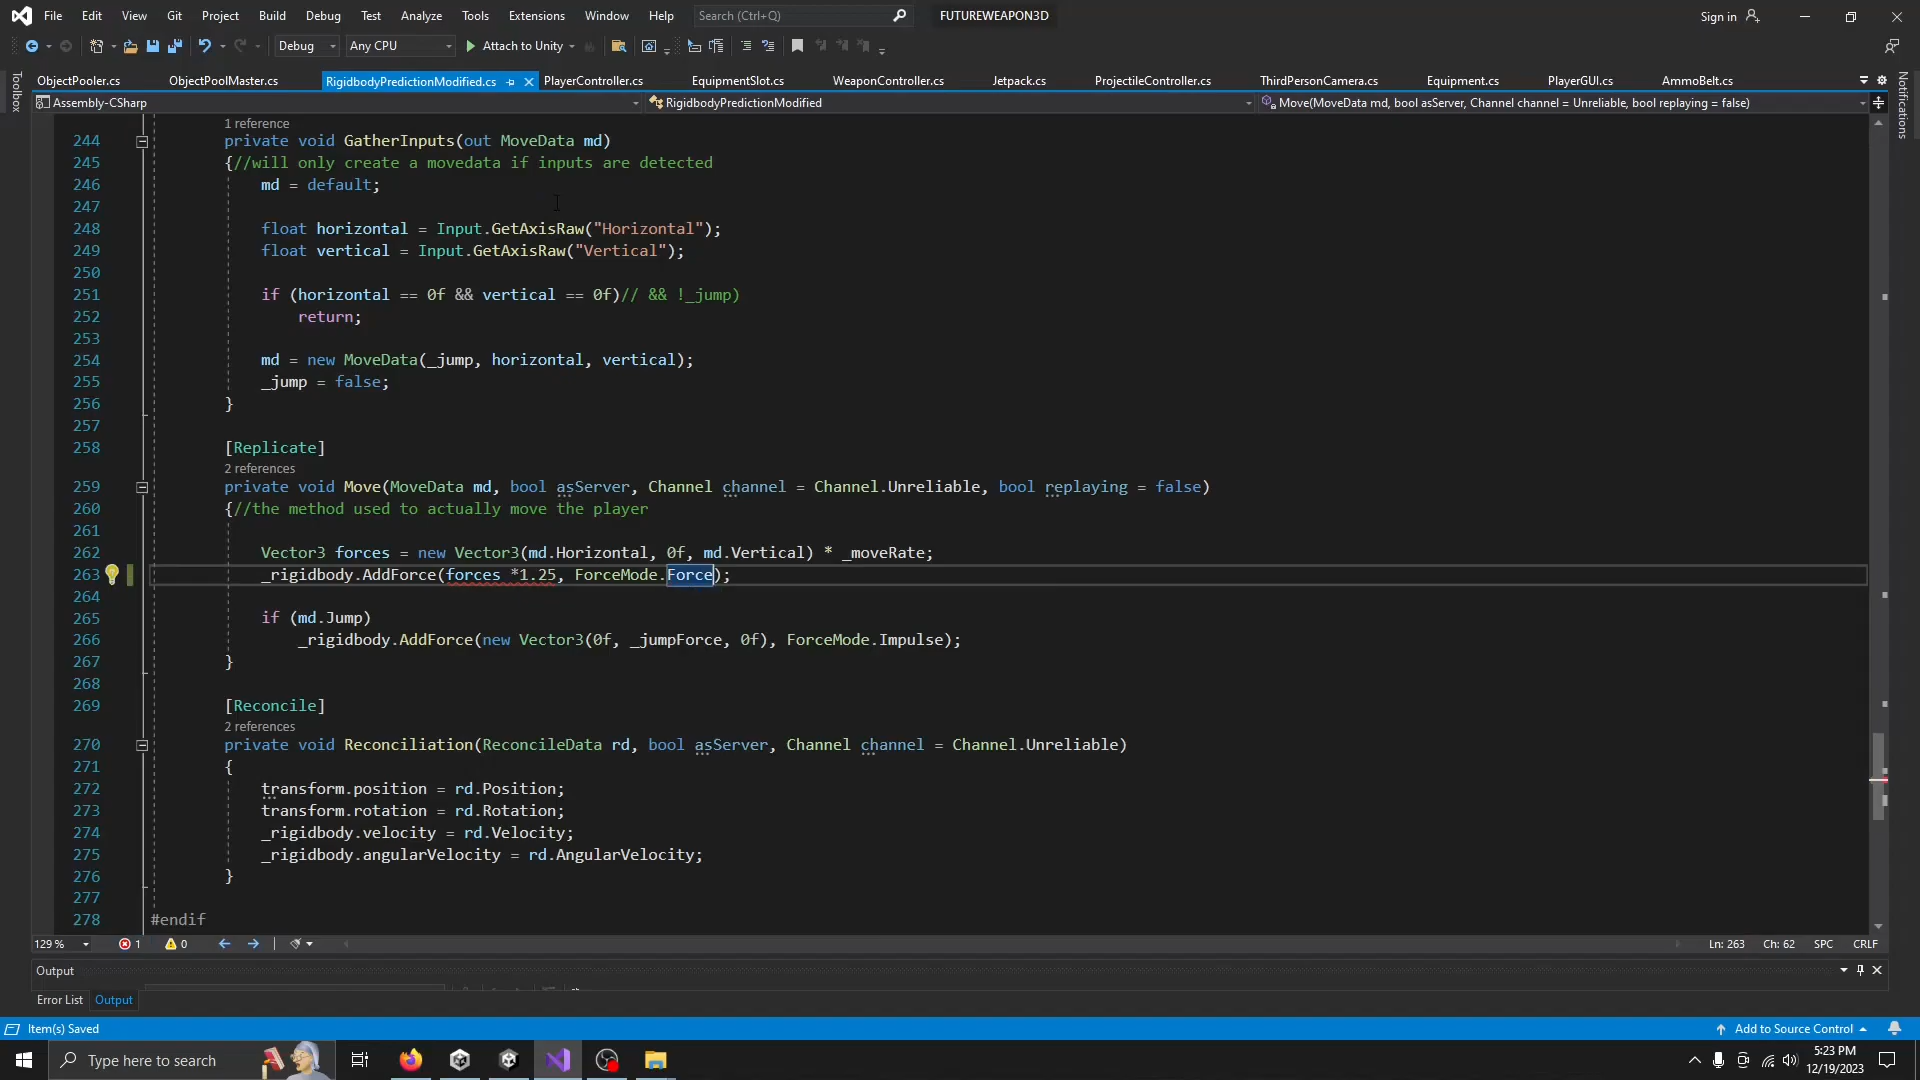 File Edit View Git Project Build Debug Test Analyze Tools Extensions Window Help Search (Ctrl+Q) FUTUREWEAPON3D Sign in
Debug Any CPU Attach to Unity
Toolbox
ObjectPooler.cs ObjectPoolMaster.cs RigidbodyPredictionModified.cs PlayerController.cs EquipmentSlot.cs WeaponController.cs Jetpack.cs ProjectileController.cs ThirdPersonCamera.cs Equipment.cs PlayerGUI.cs AmmoBelt.cs
Notifications
Assembly-CSharp RigidbodyPredictionModified Move(MoveData md, bool asServer, Channel channel = Unreliable, bool replaying = false)
1 reference
244 private void GatherInputs(out MoveData md)
245 {//will only create a movedata if inputs are detected
246 md = default;
247
248 float horizontal = Input.GetAxisRaw("Horizontal");
249 float vertical = Input.GetAxisRaw("Vertical");
250
251 if (horizontal == 0f && vertical == 0f)// && !_jump)
252 return;
253
254 md = new MoveData(_jump, horizontal, vertical);
255 _jump = false;
256 }
257
258 [Replicate]
2 references
259 private void Move(MoveData md, bool asServer, Channel channel = Channel.Unreliable, bool replaying = false)
260 {//the method used to actually move the player
261
262 Vector3 forces = new Vector3(md.Horizontal, 0f, md.Vertical) * _moveRate;
263 _rigidbody.AddForce(forces *1.25, ForceMode.Force);
264
265 if (md.Jump)
266 _rigidbody.AddForce(new Vector3(0f, _jumpForce, 0f), ForceMode.Impulse);
267 }
268
269 [Reconcile]
2 references
270 private void Reconciliation(ReconcileData rd, bool asServer, Channel channel = Channel.Unreliable)
271 {
272 transform.position = rd.Position;
273 transform.rotation = rd.Rotation;
274 _rigidbody.velocity = rd.Velocity;
275 _rigidbody.angularVelocity = rd.AngularVelocity;
276 }
277
278 #endif
129 % 1 0 Ln: 263 Ch: 62 SPC CRLF
Output
Error List Output
Item(s) Saved Add to Source Control
Type here to search 5:23 PM
12/19/2023